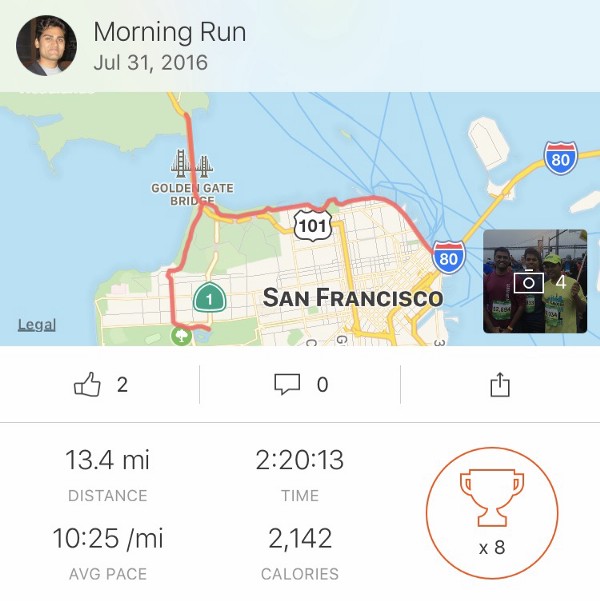 Morning Run
Jul 31, 2016
GOLDEN GATE
BRIDGE
101
80
80
1
SAN FRANCISCO
4
Legal
2
0
13.4 mi
2:20:13
DISTANCE
TIME
x 8
10:25 /mi
2,142
AVG PACE
CALORIES